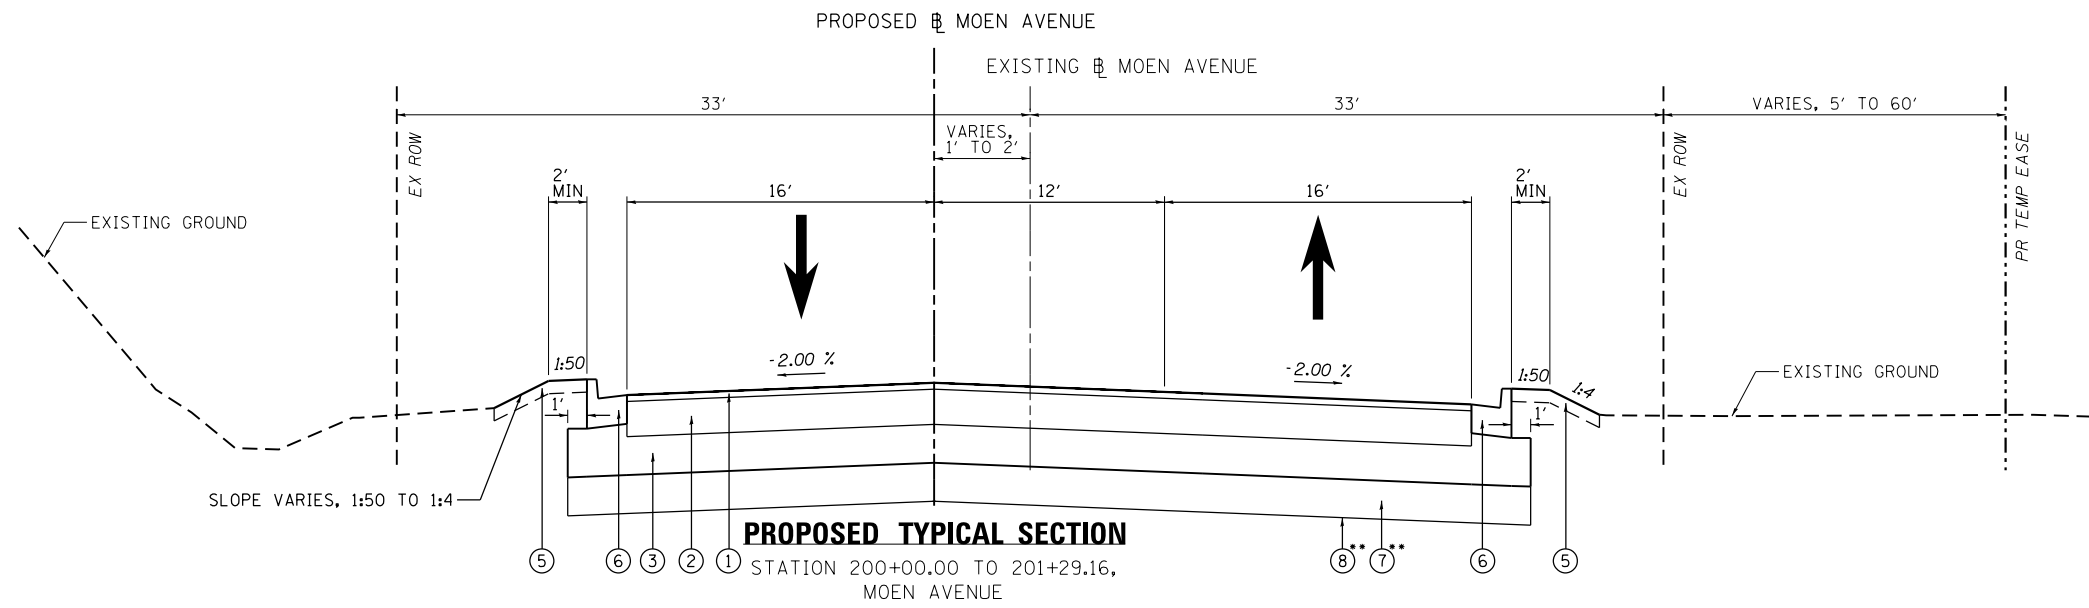 PROPOSED ⅊ MOEN AVENUE
EXISTING ⅊ MOEN AVENUE
33'
33'
VARIES, 5' TO 60'
VARIES,
1' TO 2'
EX ROW
EX ROW
PR TEMP EASE
2'
MIN
16'
12'
16'
2'
MIN
EXISTING GROUND
1:50
-2.00 %
-2.00 %
1:50
1:4
EXISTING GROUND
1'
1'
SLOPE VARIES, 1:50 TO 1:4
5
6
3
2
1
8**
7**
6
5
PROPOSED TYPICAL SECTION
STATION 200+00.00 TO 201+29.16,
MOEN AVENUE